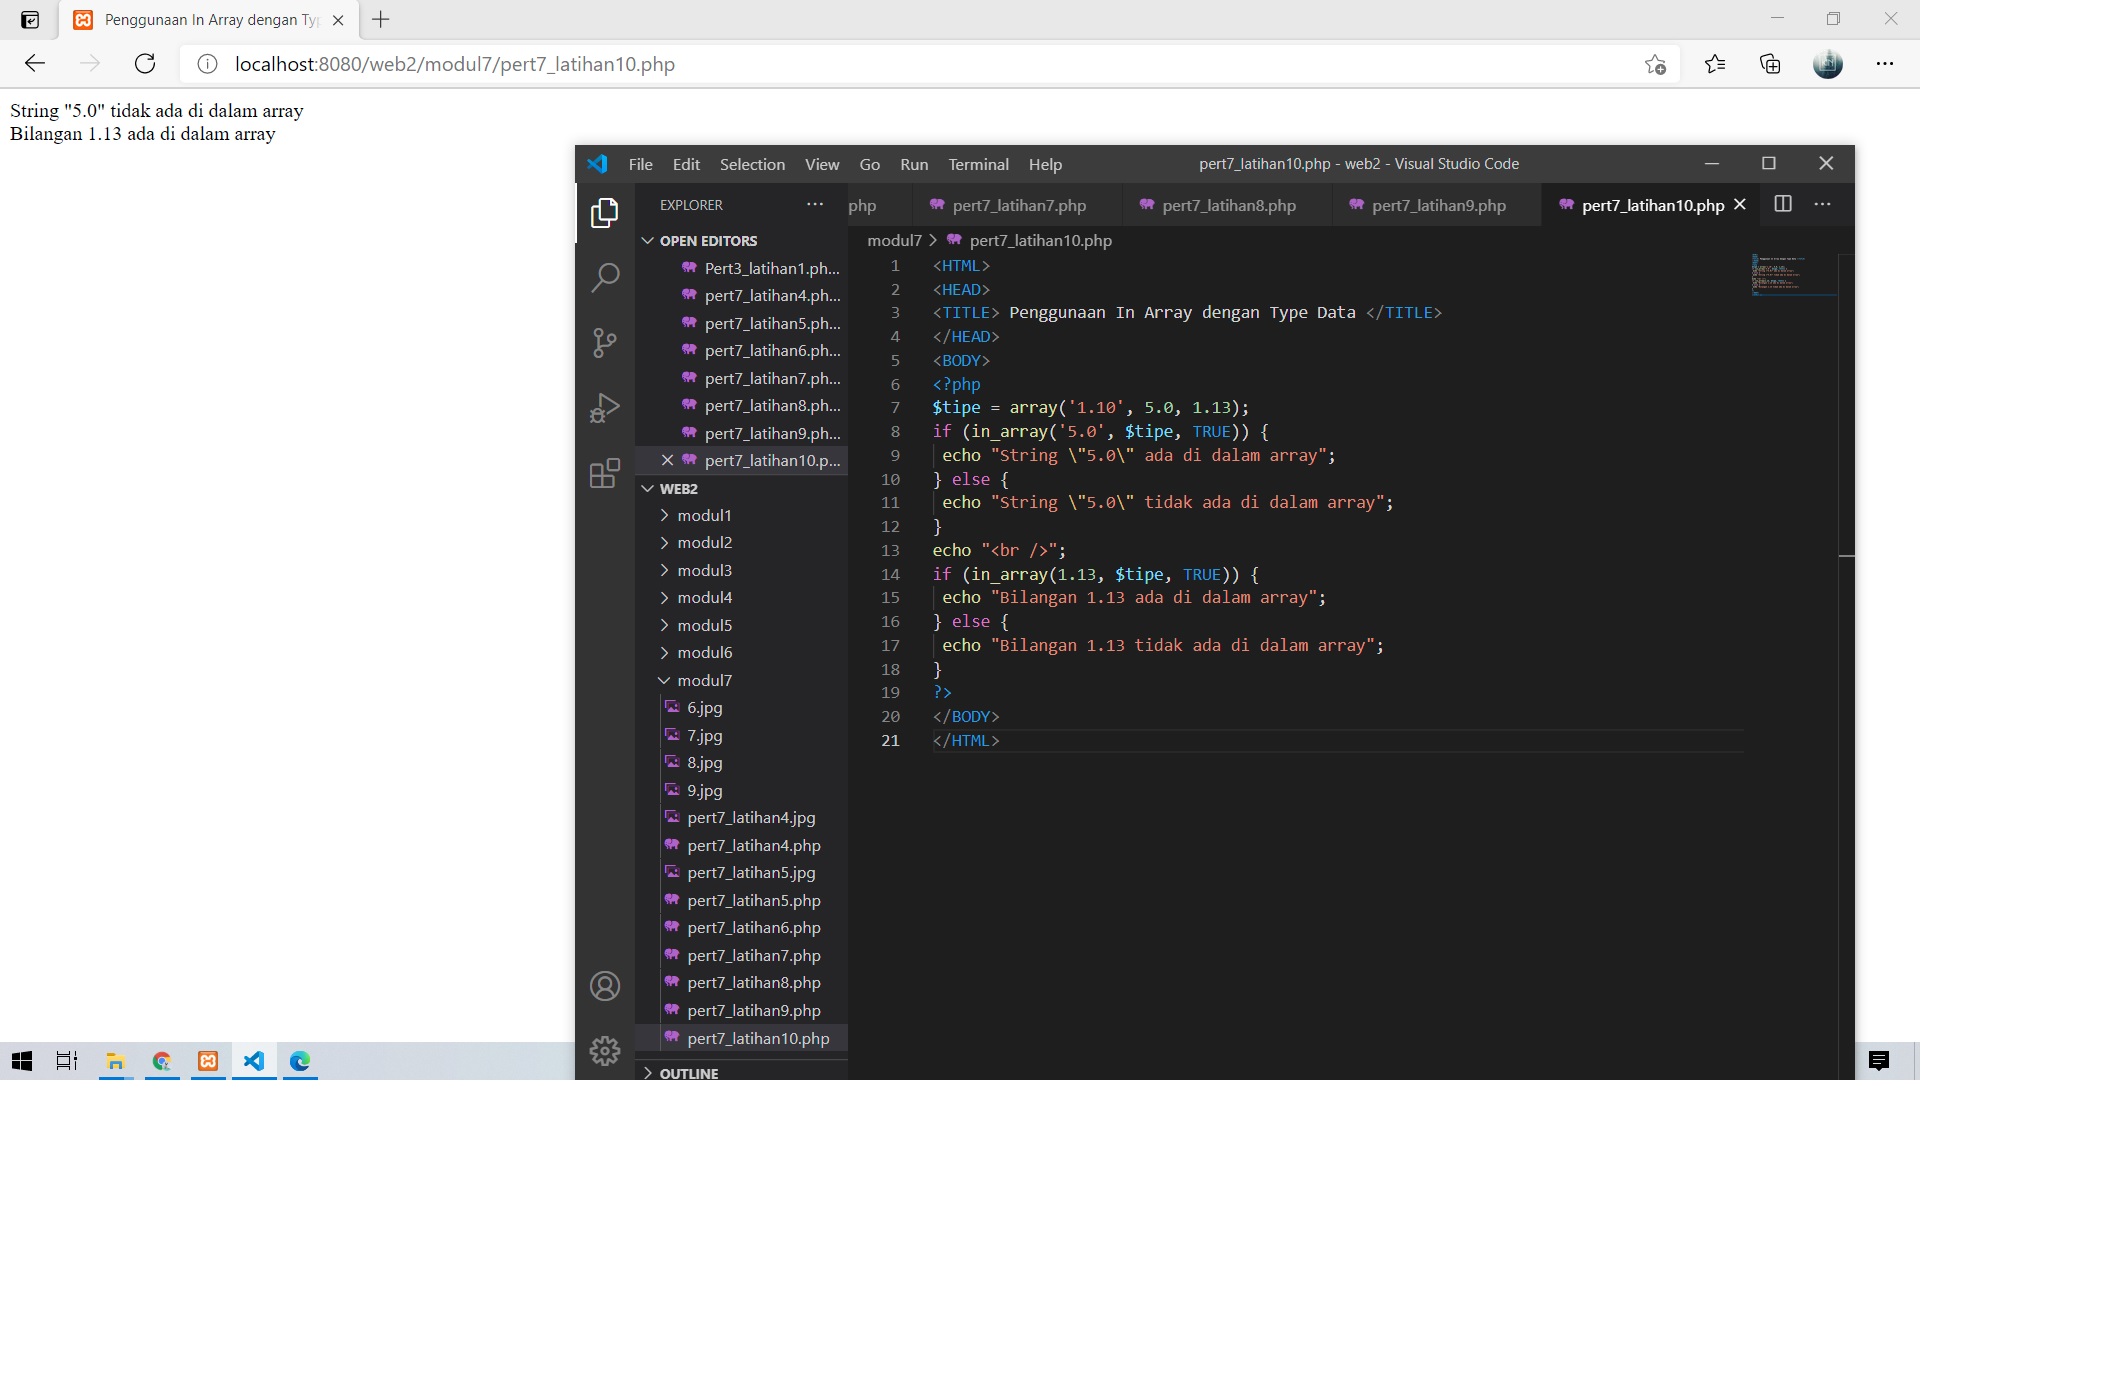 Penggunaan In Array dengan Ty
localhost:8080/web2/modul7/pert7_latihan10.php
String "5.0" tidak ada di dalam array
Bilangan 1.13 ada di dalam array
File Edit Selection View Go Run Terminal Help
pert7_latihan10.php - web2 - Visual Studio Code
EXPLORER
php
pert7_latihan7.php
pert7_latihan8.php
pert7_latihan9.php
pert7_latihan10.php
OPEN EDITORS
Pert3_latihan1.ph...
pert7_latihan4.ph...
pert7_latihan5.ph...
pert7_latihan6.ph...
pert7_latihan7.ph...
pert7_latihan8.ph...
pert7_latihan9.ph...
pert7_latihan10.p...
WEB2
modul1
modul2
modul3
modul4
modul5
modul6
modul7
6.jpg
7.jpg
8.jpg
9.jpg
pert7_latihan4.jpg
pert7_latihan4.php
pert7_latihan5.jpg
pert7_latihan5.php
pert7_latihan6.php
pert7_latihan7.php
pert7_latihan8.php
pert7_latihan9.php
pert7_latihan10.php
OUTLINE
modul7 > pert7_latihan10.php
1 <HTML>
2 <HEAD>
3 <TITLE> Penggunaan In Array dengan Type Data </TITLE>
4 </HEAD>
5 <BODY>
6 <?php
7 $tipe = array('1.10', 5.0, 1.13);
8 if (in_array('5.0', $tipe, TRUE)) {
9 echo "String \"5.0\" ada di dalam array";
10 } else {
11 echo "String \"5.0\" tidak ada di dalam array";
12 }
13 echo "<br />";
14 if (in_array(1.13, $tipe, TRUE)) {
15 echo "Bilangan 1.13 ada di dalam array";
16 } else {
17 echo "Bilangan 1.13 tidak ada di dalam array";
18 }
19 ?>
20 </BODY>
21 </HTML>